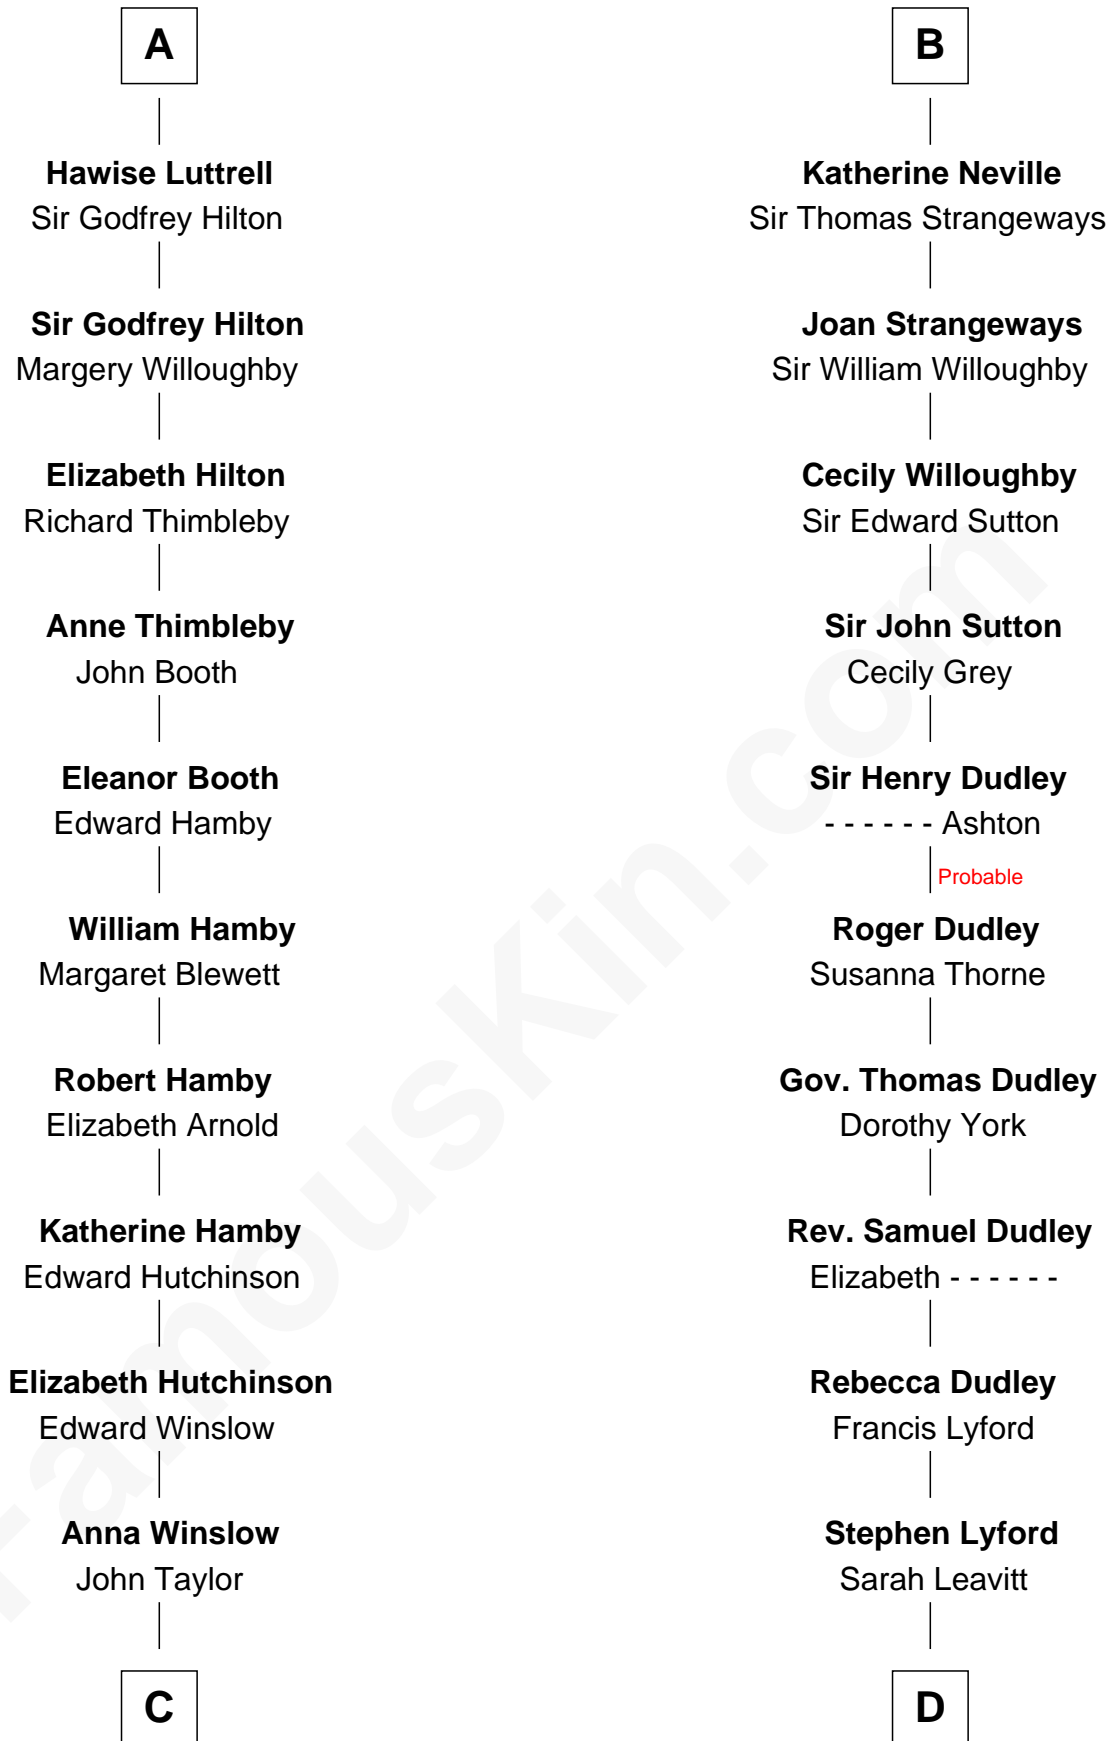 A
Hawise Luttrell
Sir Godfrey Hilton
Sir Godfrey Hilton
Margery Willoughby
Elizabeth Hilton
Richard Thimbleby
Anne Thimbleby
John Booth
Eleanor Booth
Edward Hamby
William Hamby
Margaret Blewett
Robert Hamby
Elizabeth Arnold
Katherine Hamby
Edward Hutchinson
Elizabeth Hutchinson
Edward Winslow
Anna Winslow
John Taylor
C
B
Katherine Neville
Sir Thomas Strangeways
Joan Strangeways
Sir William Willoughby
Cecily Willoughby
Sir Edward Sutton
Sir John Sutton
Cecily Grey
Sir Henry Dudley
- - - - - - Ashton
Probable
Roger Dudley
Susanna Thorne
Gov. Thomas Dudley
Dorothy York
Rev. Samuel Dudley
Elizabeth - - - - - -
Rebecca Dudley
Francis Lyford
Stephen Lyford
Sarah Leavitt
D
FamousKin.com